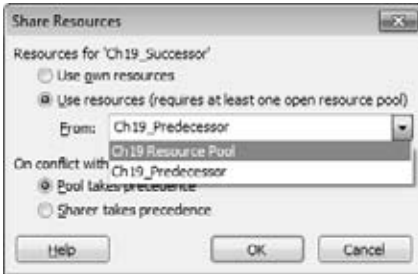 Share Resources
Resources for 'Ch19_Successor'
Use own resources
Use resources (requires at least one open resource pool)
From: Ch19_Predecessor
Ch19 Resource Pool
On conflict with
Ch19_Predecessor
Pool takes precedence
Sharer takes precedence
Help OK Cancel